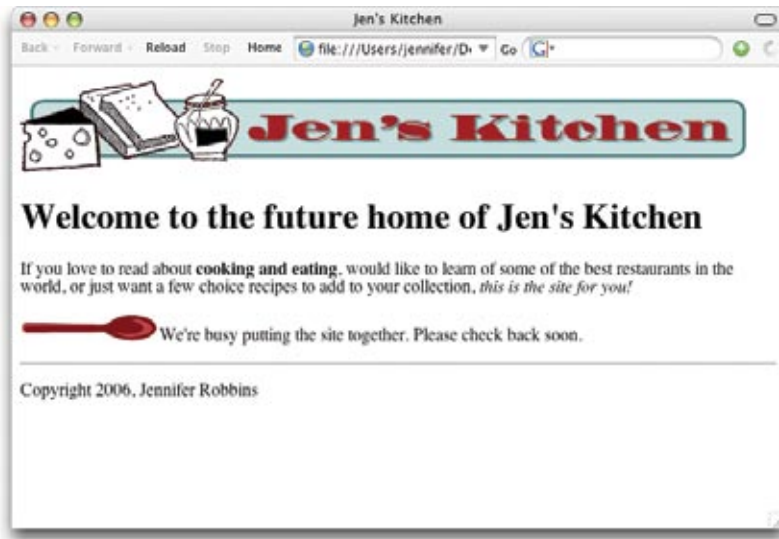 Jen's Kitchen
Back Forward Reload Stop Home file:///Users/jennifer/D Go G
Jen's Kitchen
Welcome to the future home of Jen's Kitchen
If you love to read about cooking and eating, would like to learn of some of the best restaurants in the
world, or just want a few choice recipes to add to your collection, this is the site for you!
We're busy putting the site together. Please check back soon.
Copyright 2006, Jennifer Robbins